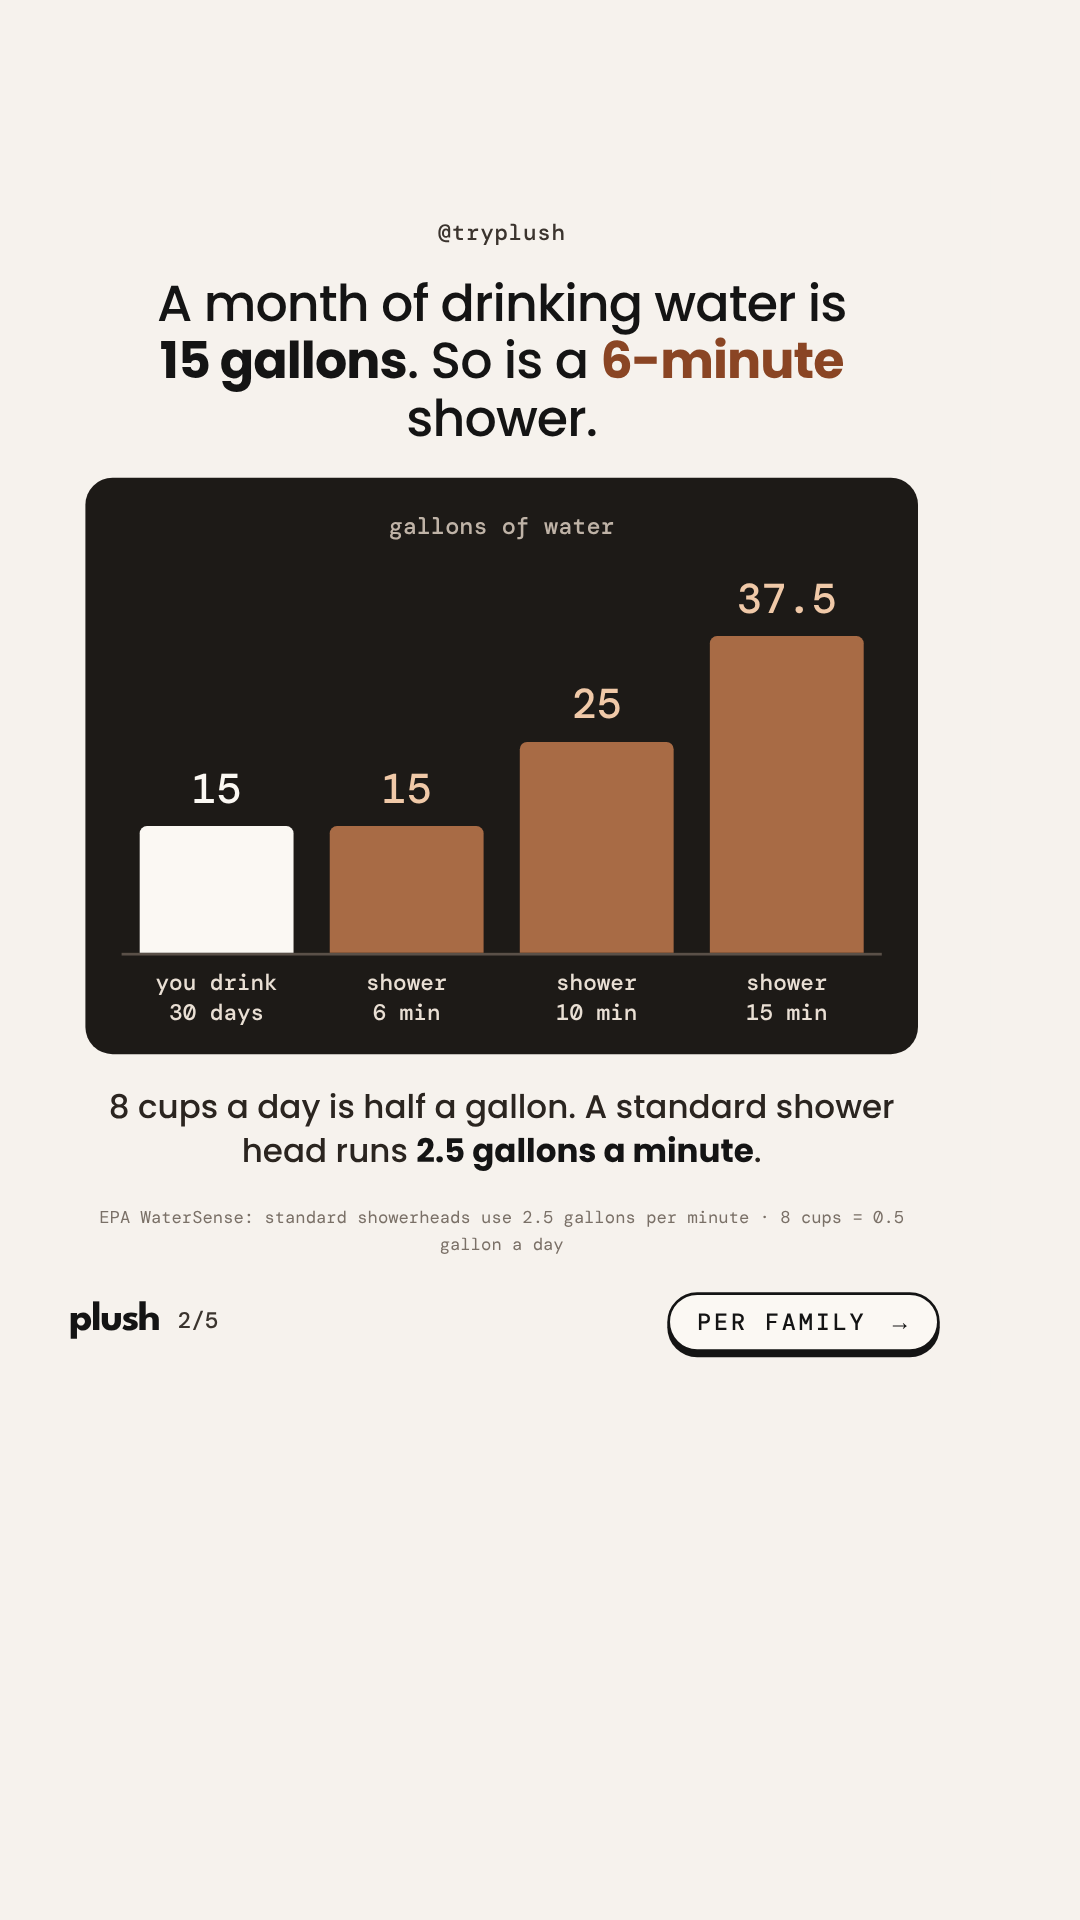 @tryplush
A month of drinking water is
15 gallons. So is a 6-minute
shower.
gallons of water
37.5
25
15
15
you drink
30 days
shower
6 min
shower
10 min
shower
15 min
8 cups a day is half a gallon. A standard shower
head runs 2.5 gallons a minute.
EPA WaterSense: standard showerheads use 2.5 gallons per minute · 8 cups = 0.5
gallon a day
plush 2/5
PER FAMILY →